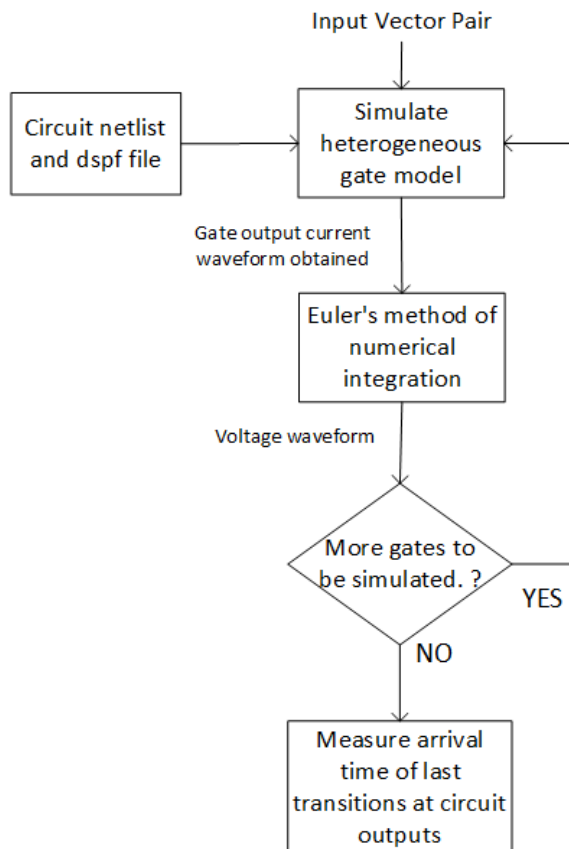 Input Vector Pair
Circuit netlist
and dspf file
Simulate
heterogeneous
gate model
Gate output current
waveform obtained
Euler's method of
numerical
integration
Voltage waveform
More gates to
be simulated. ?
YES
NO
Measure arrival
time of last
transitions at circuit
outputs